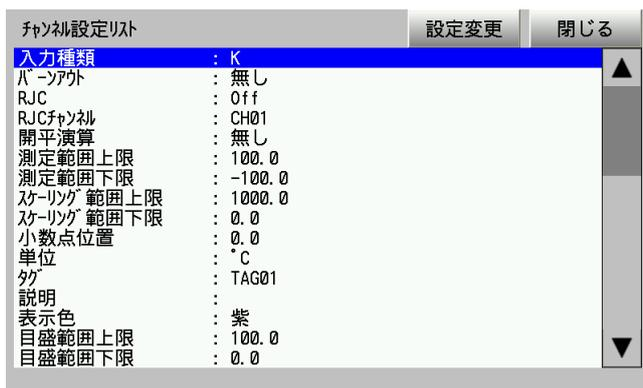 ﾁｬﾝﾈﾙ設定ﾘｽﾄ 設定変更 閉じる
入力種類 : K
ﾊﾞｰﾝｱｳﾄ : 無し
RJC : Off
RJCﾁｬﾝﾈﾙ : CH01
開平演算 : 無し
測定範囲上限 : 100.0
測定範囲下限 : -100.0
ｽｹｰﾘﾝｸﾞ範囲上限 : 1000.0
ｽｹｰﾘﾝｸﾞ範囲下限 : 0.0
小数点位置 : 0.0
単位 : ﾟC
ﾀｸﾞ : TAG01
説明 :
表示色 : 紫
目盛範囲上限 : 100.0
目盛範囲下限 : 0.0